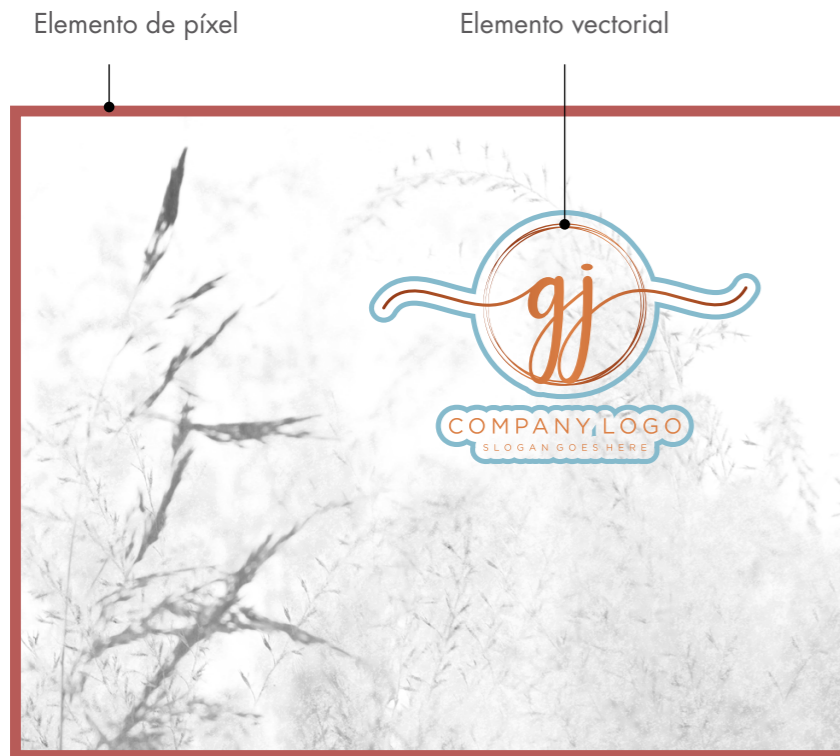 Elemento de píxel
Elemento vectorial
gj
COMPANY LOGO
SLOGAN GOES HERE